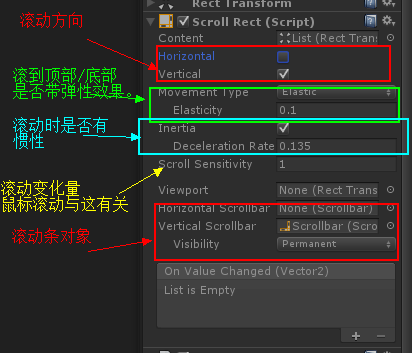 Rect Transform
滚动方向
Scroll Rect (Script)
Content
List (Rect Trans
Horizontal
滚到顶部/底部
是否带弹性效果。
Vertical
Movement Type
Elastic
Elasticity
0.1
滚动时是否有
惯性
Inertia
Deceleration Rate
0.135
滚动变化量
鼠标滚动与这有关
Scroll Sensitivity
1
Viewport
None (Rect Trans
Horizontal Scrollbar
None (Scrollbar)
滚动条对象
Vertical Scrollbar
Scrollbar (Scro
Visibility
Permanent
On Value Changed (Vector2)
List is Empty